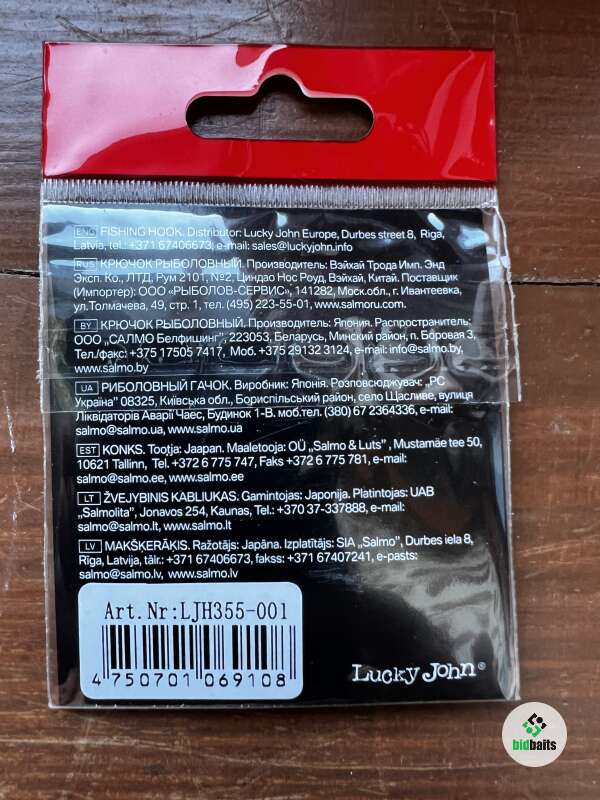 ENG FISHING HOOK. Distributor: Lucky John Europe, Durbes street 8, Riga,
Latvia, tel.: +371 67406673; e-mail: sales@luckyjohn.info
RUS КРЮЧОК РЫБОЛОВНЫЙ. Производитель: Вэйхай Трода Имп. Энд
Эксп. Ко., ЛТД, Рум 2101, №2, Циндао Нос Роуд, Вэйхай, Китай. Поставщик
(Импортер): ООО «РЫБОЛОВ-СЕРВИС», 141282, Моск.обл., г. Ивантеевка,
ул.Толмачева, 49, стр. 1, тел. (495) 223-55-01, www.salmoru.com.
BY КРЮЧОК РЫБОЛОВНЫЙ. Производитель: Япония. Распространитель:
ООО „САЛМО Белфишинг", 223053, Беларусь, Минский район, п. Боровая 3,
Тел./факс: +375 17505 7417, Моб. +375 29132 3124, e-mail: info@salmo.by,
www.salmo.by
UA РИБОЛОВНЫЙ ГАЧОК. Виробник: Японія. Розповсюджувач: „РС
Україна" 08325, Київська обл., Бориспільський район, село Щасливе, вулиця
Ліквідаторів Аварії Чаес, Будинок 1-В. моб.тел. (380) 67 2364336, e-mail:
salmo@salmo.ua, www.salmo.ua
EST KONKS. Tootja: Jaapan. Maaletooja: OÜ „Salmo & Luts" , Mustamäe tee 50,
10621 Tallinn, Tel. +372 6 775 747, Faks +372 6 775 781, e-mail:
salmo@salmo.ee, www.salmo.ee
LT ŽVEJYBINIS KABLIUKAS. Gamintojas: Japonija. Platintojas: UAB
„Salmolita", Jonavos 254, Kaunas, Tel.: +370 37-337888, e-mail:
salmo@salmo.lt, www.salmo.lt
LV MAKŠĶERĀĶIS. Ražotājs: Japāna. Izplatītājs: SIA „Salmo", Durbes iela 8,
Rīga, Latvija, tālr.: +371 67406673, fakss: +371 67407241, e-pasts:
salmo@salmo.lv, www.salmo.lv
Art.Nr:LJH355-001
4 750701 069108
Lucky John®
bidbaits